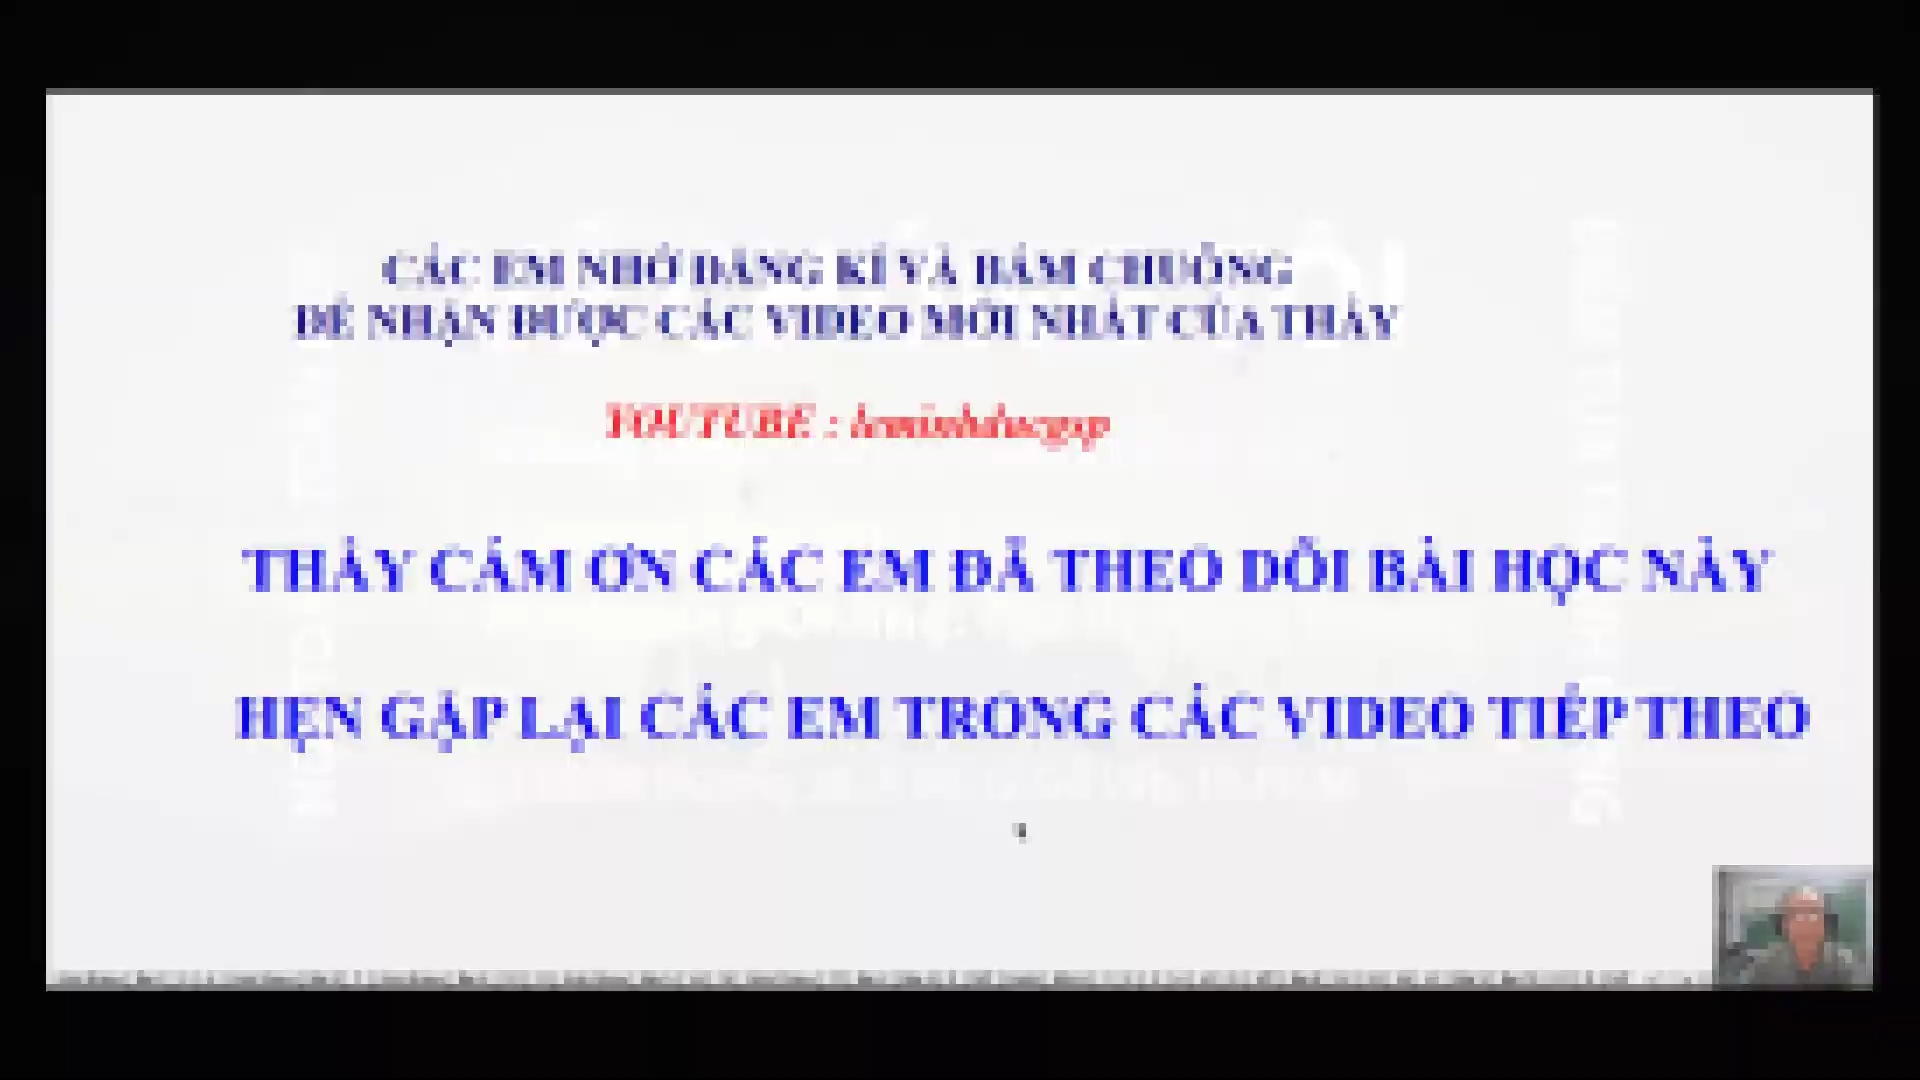 CÁC EM NHỚ ĐĂNG KÍ VÀ BẤM CHUÔNG
ĐỂ NHẬN ĐƯỢC CÁC VIDEO MỚI NHẤT CỦA THẦY
YOUTUBE :
THẦY CÁM ƠN CÁC EM ĐÃ THEO DÕI BÀI HỌC NÀY
HẸN GẶP LẠI CÁC EM TRONG CÁC VIDEO TIẾP THEO